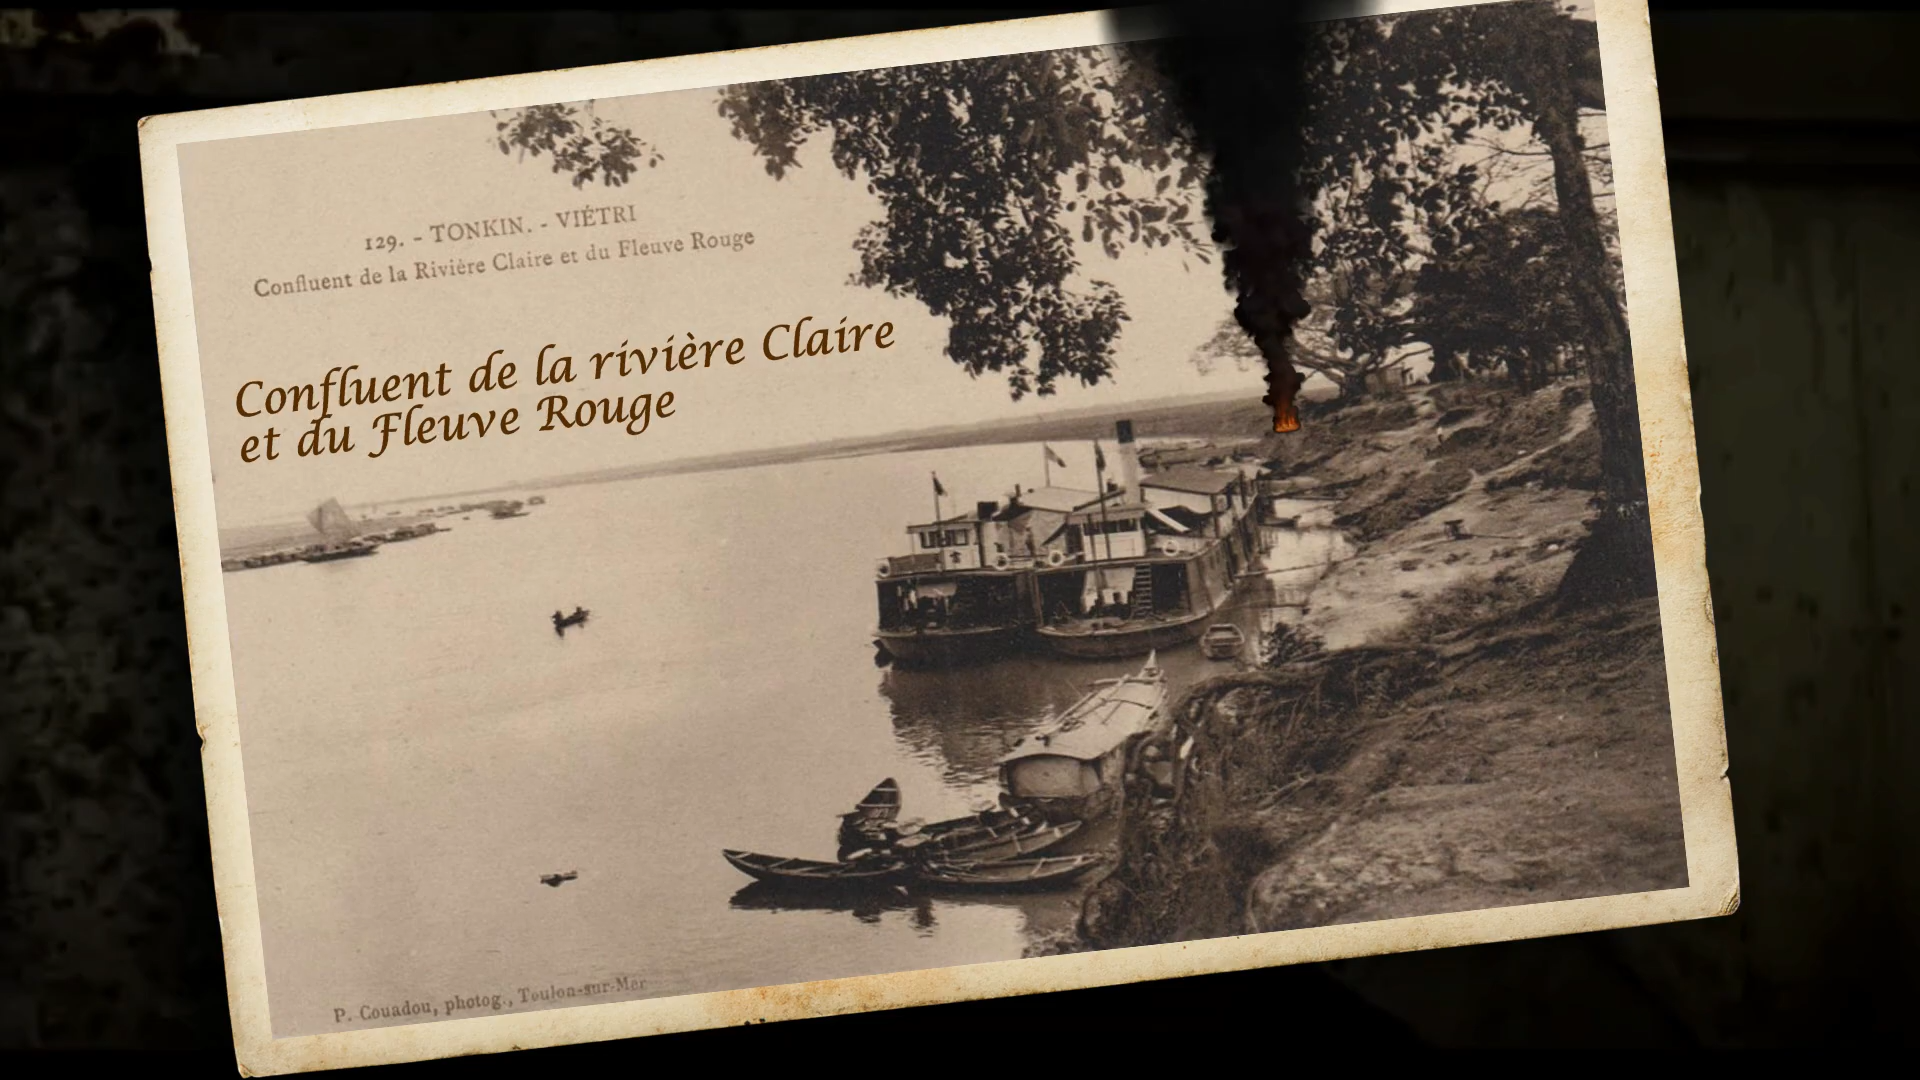 129. - TONKIN. - VIÉTRI
Confluent de la Rivière Claire et du Fleuve Rouge
Confluent de la rivière Claire
et du Fleuve Rouge
P. Couadou, photog., Toulon-sur-Mer